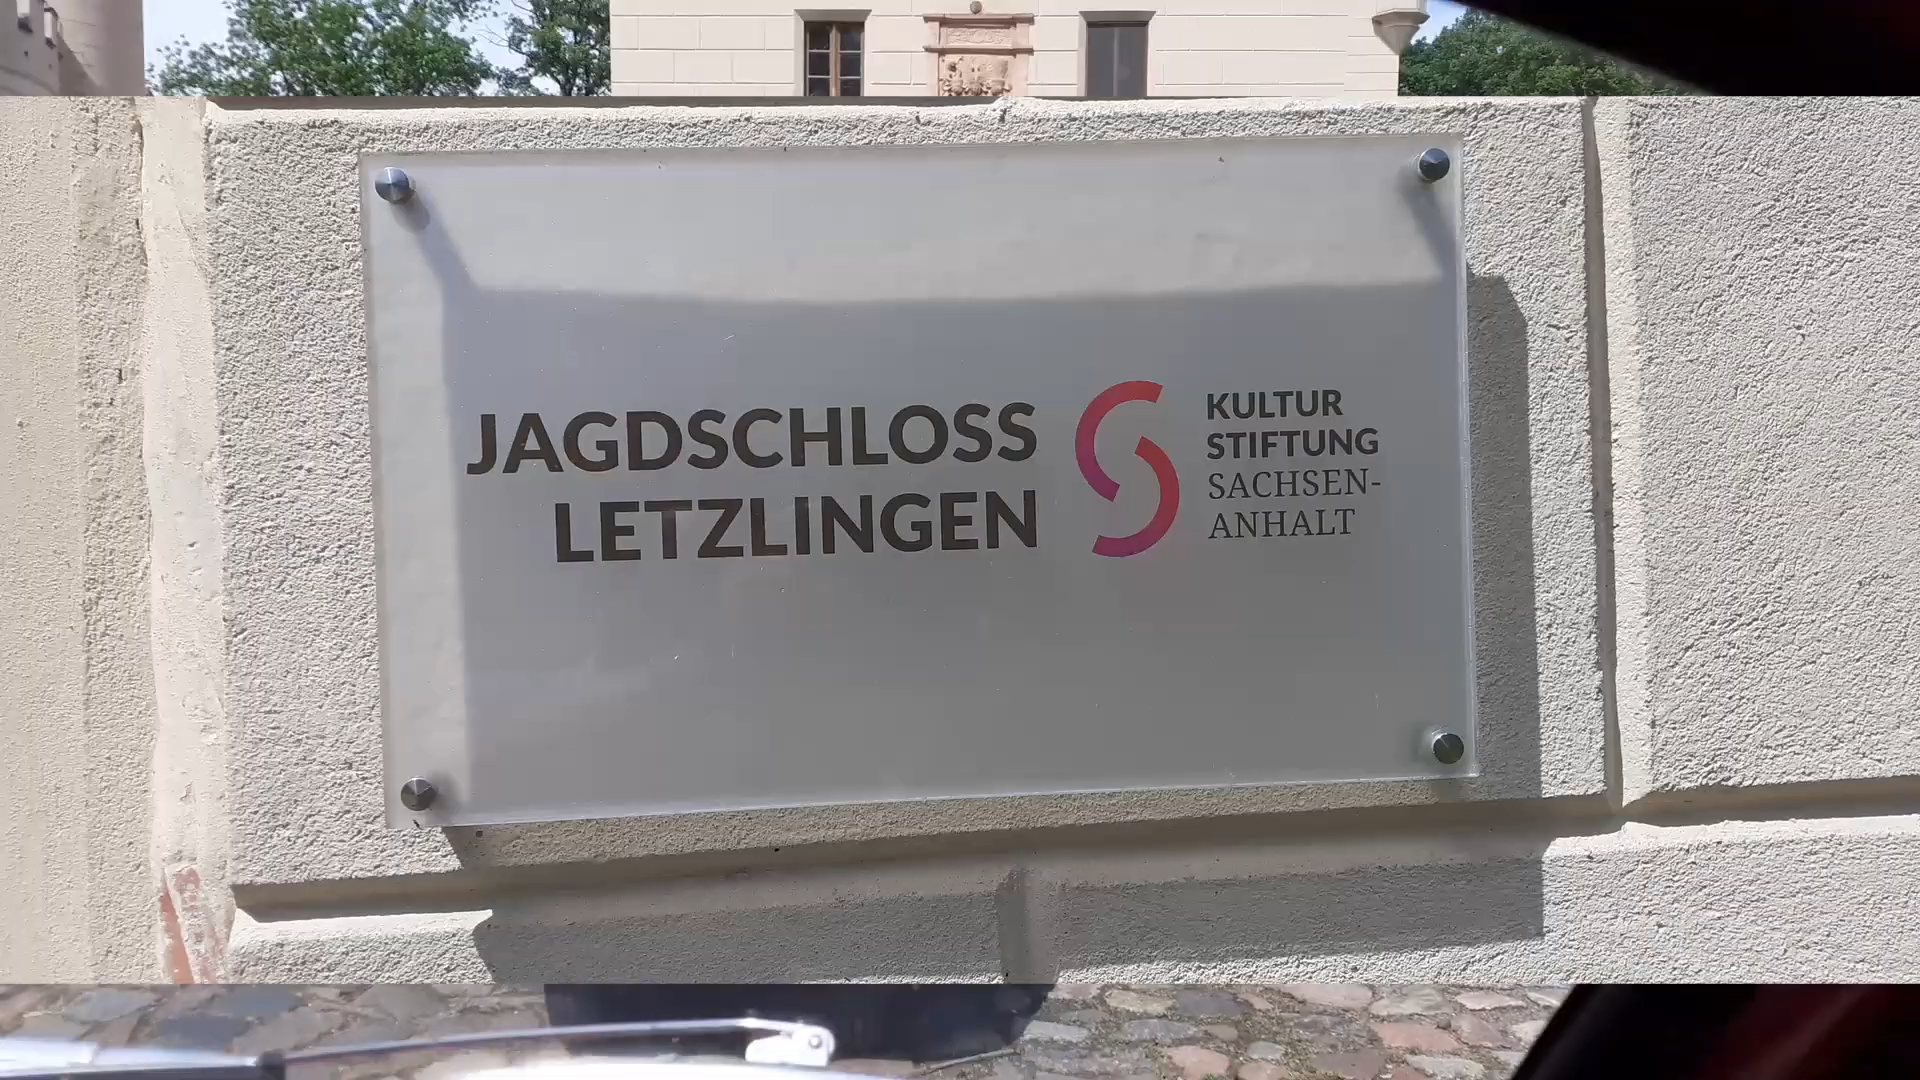 JAGDSCHLOSS
LETZLINGEN
KULTUR
STIFTUNG
SACHSEN-
ANHALT